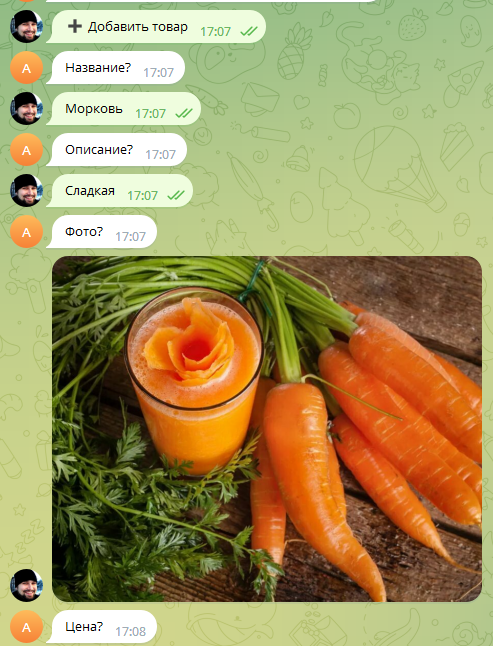 ➕ Добавить товар 17:07
А Название? 17:07
Морковь 17:07
А Описание? 17:07
Сладкая 17:07
А Фото? 17:07
А Цена? 17:08